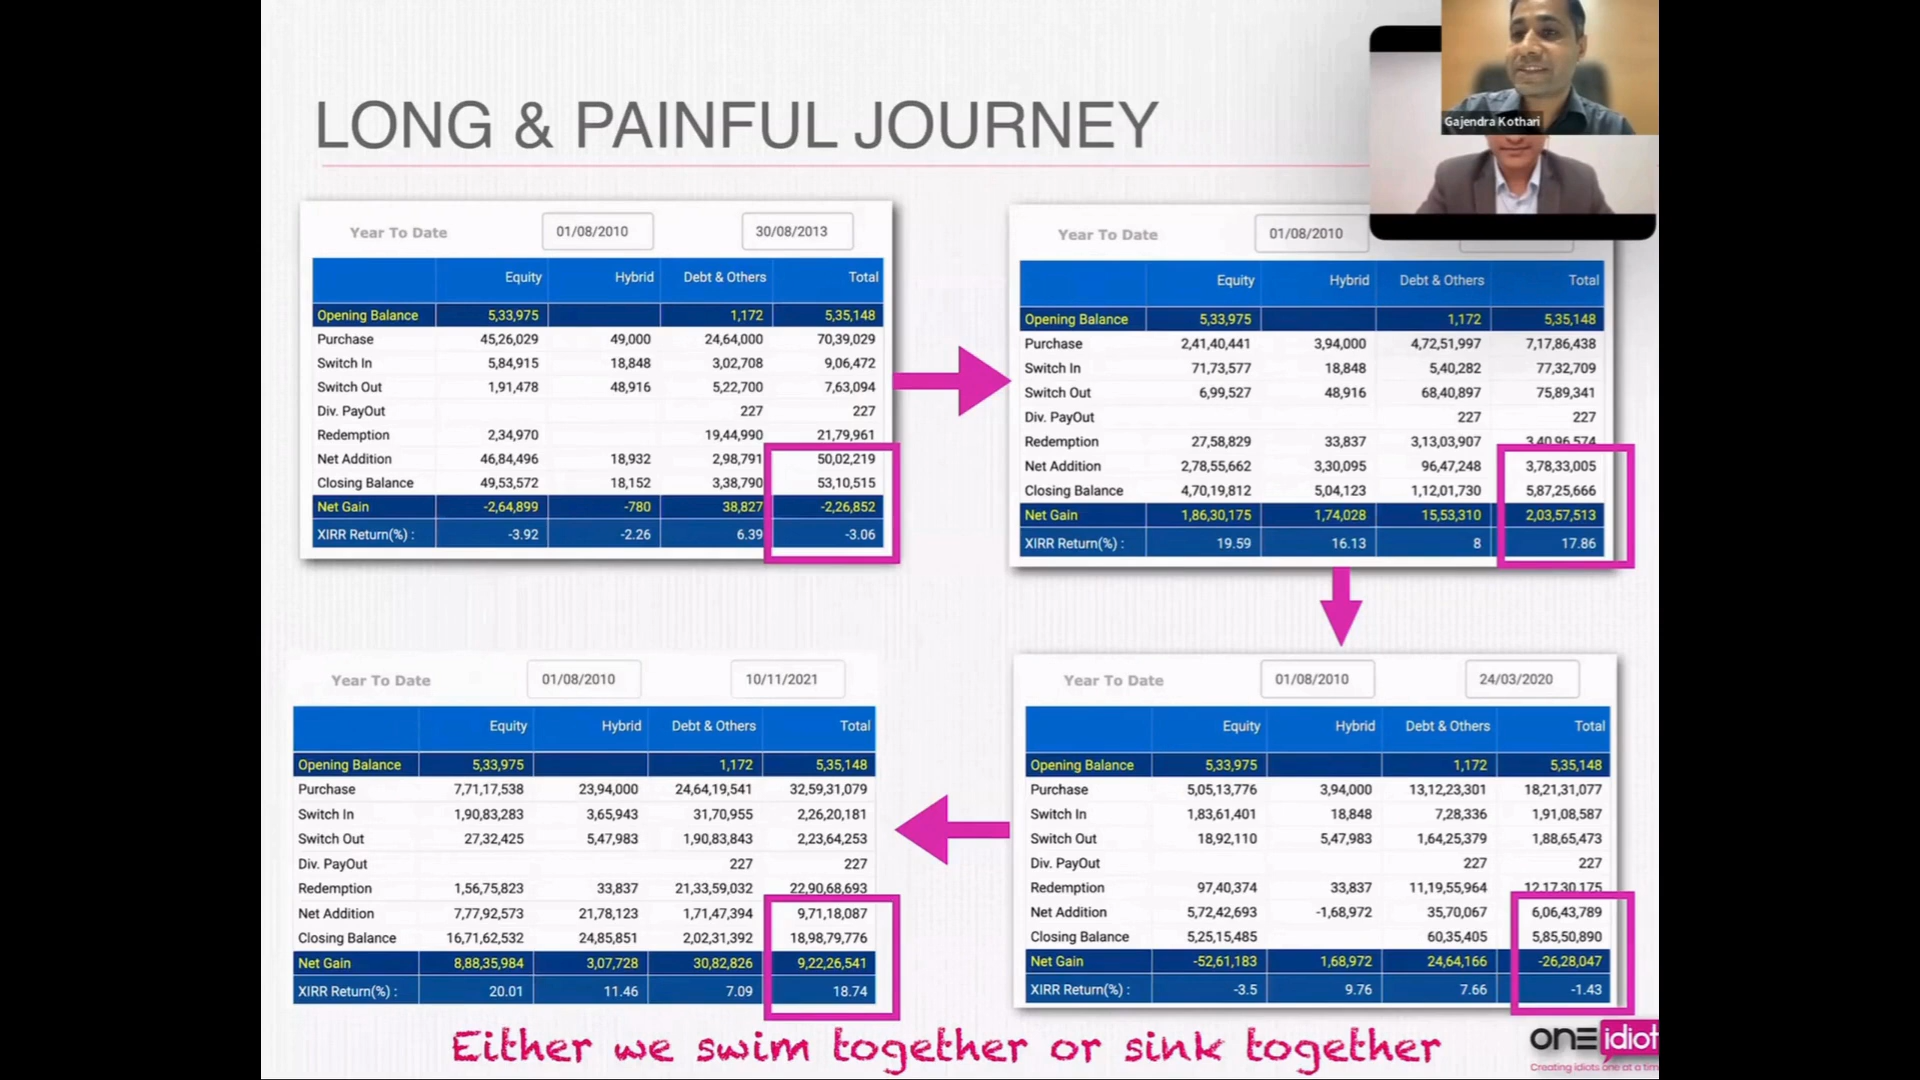 LONG & PAINFUL JOURNEY
Gajendra Kothari
Year To Date 01/08/2010 30/08/2013
Equity Hybrid Debt & Others Total
Opening Balance 5,33,975 1,172 5,35,148
Purchase 45,26,029 49,000 24,64,000 70,39,029
Switch In 5,84,915 18,848 3,02,708 9,06,472
Switch Out 1,91,478 48,916 5,22,700 7,63,094
Div. PayOut 227 227
Redemption 2,34,970 19,44,990 21,79,961
Net Addition 46,84,496 18,932 2,98,791 50,02,219
Closing Balance 49,53,572 18,152 3,38,790 53,10,515
Net Gain -2,64,899 -780 38,827 -2,26,852
XIRR Return(%) : -3.92 -2.26 6.39 -3.06
Year To Date 01/08/2010
Equity Hybrid Debt & Others Total
Opening Balance 5,33,975 1,172 5,35,148
Purchase 2,41,40,441 3,94,000 4,72,51,997 7,17,86,438
Switch In 71,73,577 18,848 5,40,282 77,32,709
Switch Out 6,99,527 48,916 68,40,897 75,89,341
Div. PayOut 227 227
Redemption 27,58,829 33,837 3,13,03,907 3,40,96,574
Net Addition 2,78,55,662 3,30,095 96,47,248 3,78,33,005
Closing Balance 4,70,19,812 5,04,123 1,12,01,730 5,87,25,666
Net Gain 1,86,30,175 1,74,028 15,53,310 2,03,57,513
XIRR Return(%) : 19.59 16.13 8 17.86
Year To Date 01/08/2010 10/11/2021
Equity Hybrid Debt & Others Total
Opening Balance 5,33,975 1,172 5,35,148
Purchase 7,71,17,538 23,94,000 24,64,19,541 32,59,31,079
Switch In 1,90,83,283 3,65,943 31,70,955 2,26,20,181
Switch Out 27,32,425 5,47,983 1,90,83,843 2,23,64,253
Div. PayOut 227 227
Redemption 1,56,75,823 33,837 21,33,59,032 22,90,68,693
Net Addition 7,77,92,573 21,78,123 1,71,47,394 9,71,18,087
Closing Balance 16,71,62,532 24,85,851 2,02,31,392 18,98,79,776
Net Gain 8,88,35,984 3,07,728 30,82,826 9,22,26,541
XIRR Return(%) : 20.01 11.46 7.09 18.74
Year To Date 01/08/2010 24/03/2020
Equity Hybrid Debt & Others Total
Opening Balance 5,33,975 1,172 5,35,148
Purchase 5,05,13,776 3,94,000 13,12,23,301 18,21,31,077
Switch In 1,83,61,401 18,848 7,28,336 1,91,08,587
Switch Out 18,92,110 5,47,983 1,64,25,379 1,88,65,473
Div. PayOut 227 227
Redemption 97,40,374 33,837 11,19,55,964 12,17,30,175
Net Addition 5,72,42,693 -1,68,972 35,70,067 6,06,43,789
Closing Balance 5,25,15,485 60,35,405 5,85,50,890
Net Gain -52,61,183 1,68,972 24,64,166 -26,28,047
XIRR Return(%) : -3.5 9.76 7.66 -1.43
Either we swim together or sink together
one idiot
Creating idiots one at a tim